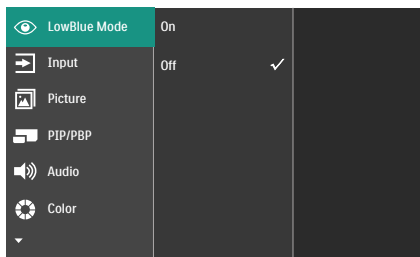 LowBlue Mode
On
Input
Off
Picture
PIP/PBP
Audio
Color